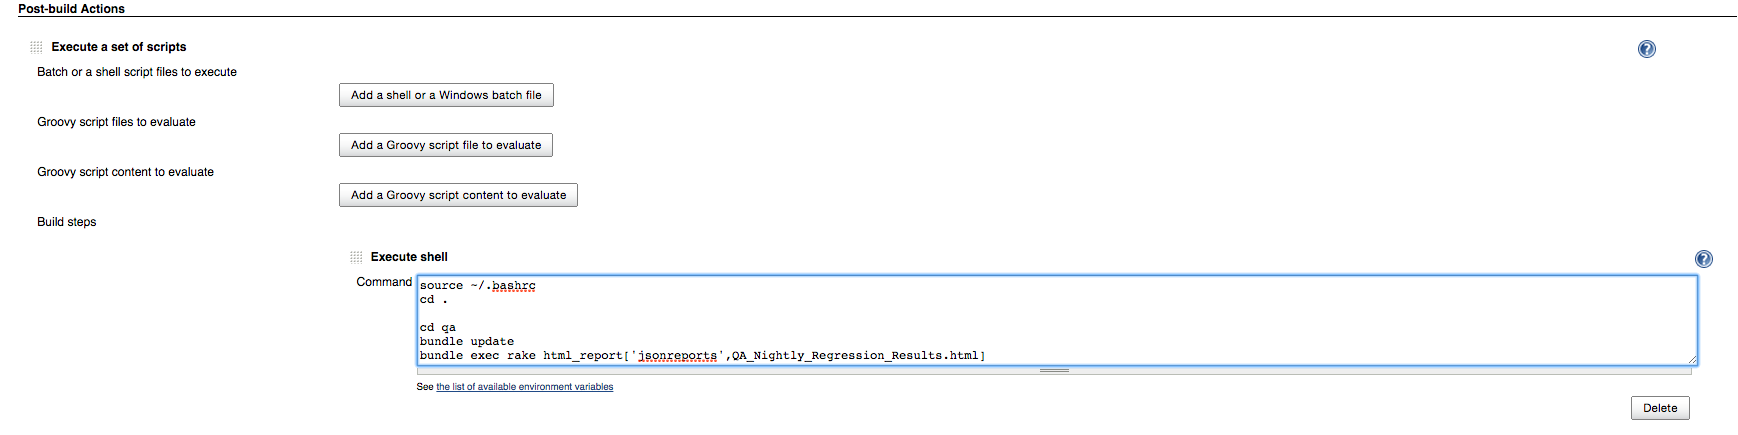 Post-build Actions
Execute a set of scripts
?
Batch or a shell script files to execute
Add a shell or a Windows batch file
Groovy script files to evaluate
Add a Groovy script file to evaluate
Groovy script content to evaluate
Add a Groovy script content to evaluate
Build steps
Execute shell
?
Command
source ~/.bashrc
cd .
cd qa
bundle update
bundle exec rake html_report['jsonreports',QA_Nightly_Regression_Results.html]
See the list of available environment variables
Delete